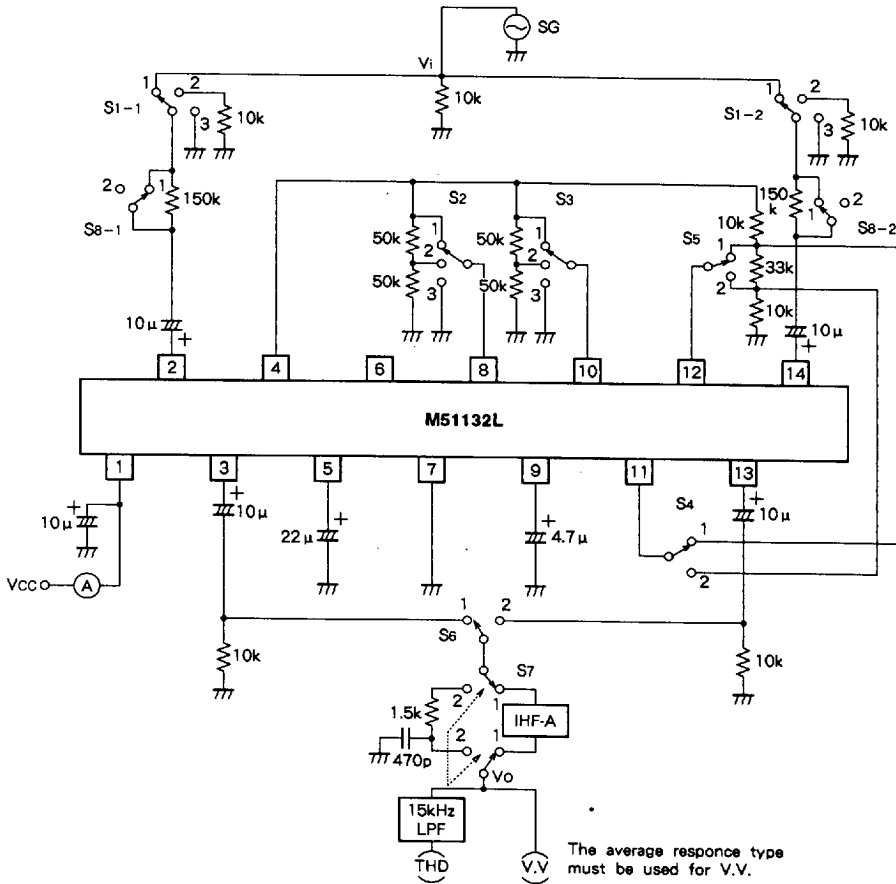 SG
Vi
1
2
S1-1
3
10k
10k
1
2
S1-2
3
10k
2
1
S8-1
150k
S2
S3
150
k
2
1
S8-2
50k
1
2
50k
3
50k
1
2
50k
3
10k
S5
1
33k
2
10k
10μ
+
10μ
+
2
4
6
8
10
12
14
M51132L
1
3
5
7
9
11
13
+
10μ
+
10μ
+
22μ
+
4.7μ
S4
1
2
+
10μ
Vcc
A
10k
1
2
S6
10k
S7
2
1
1.5k
IHF-A
2
1
470p
Vo
15kHz
LPF
THD
V.V
The average responce type
must be used for V.V.